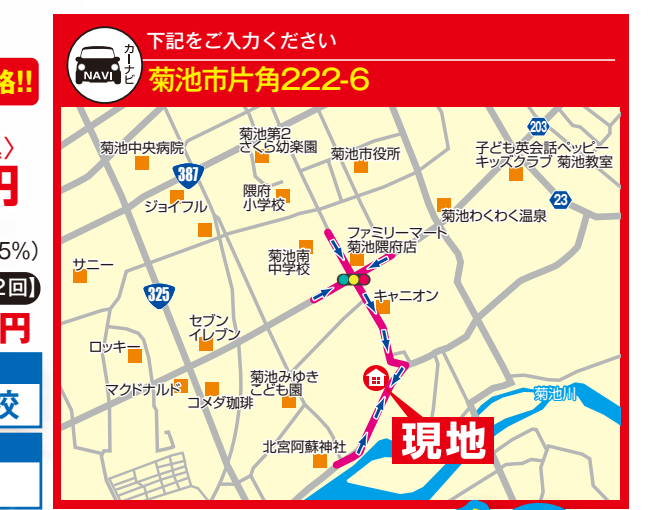 カーナビ
NAVI
下記をご入力ください
菊池市片角222-6
格!!
〉
円
5%)
2回】
円
校
菊池中央病院
菊池第2
さくら幼楽園
菊池市役所
203
子ども英会話ペッピー
キッズクラブ 菊池教室
387
ジョイフル
隈府
小学校
23
菊池わくわく温泉
ファミリーマート
菊池隈府店
菊池南
中学校
サニー
325
キャニオン
セブン
イレブン
ロッキー
マクドナルド
コメダ珈琲
菊池みゆき
こども園
菊池川
北宮阿蘇神社
現地